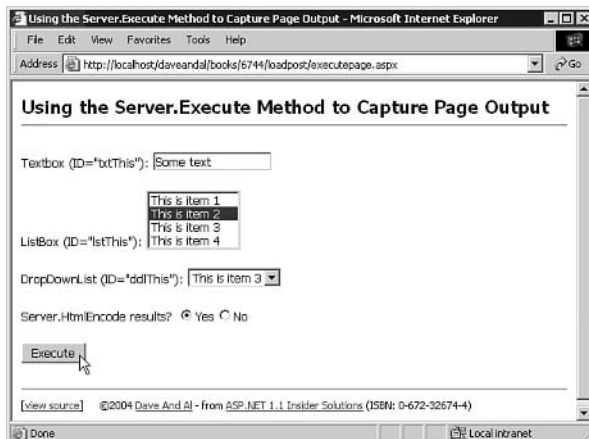 Using the Server.Execute Method to Capture Page Output - Microsoft Internet Explorer
File Edit View Favorites Tools Help
Address http://localhost/daveandal/books/6744/loadpost/executepage.aspx Go
Using the Server.Execute Method to Capture Page Output
Textbox (ID="txtThis"): Some text
This is item 1
This is item 2
This is item 3
ListBox (ID="lstThis"): This is item 4
DropDownList (ID="ddlThis"): This is item 3
Server.HtmlEncode results? Yes No
Execute
[view source] ©2004 Dave And Al - from ASP.NET 1.1 Insider Solutions (ISBN: 0-672-32674-4)
Done Local intranet